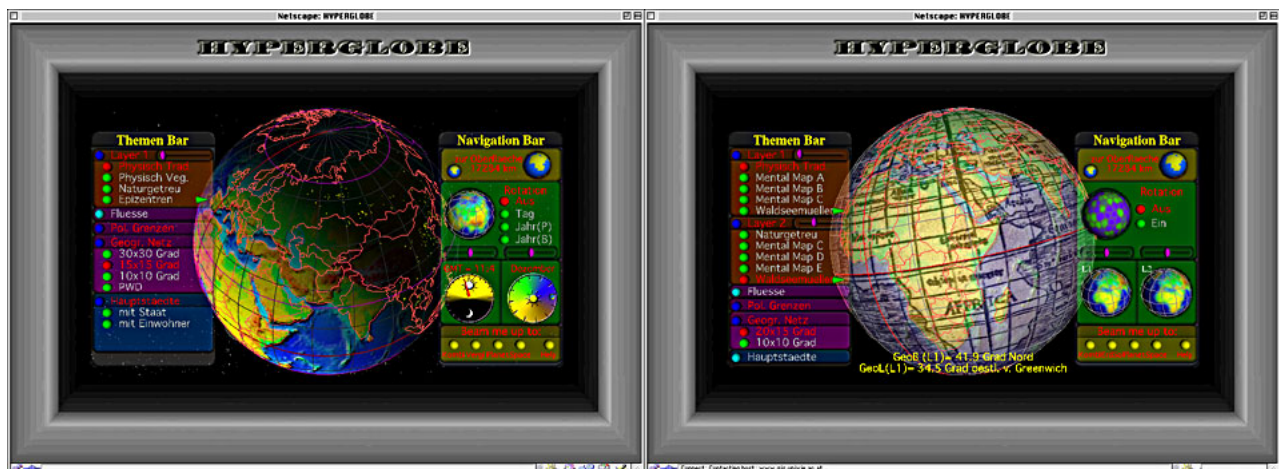 Netscape: HYPERGLOBE
HYPERGLOBE
Themen Bar
Layer 1
Physisch Trad.
Physisch Veg.
Naturgetreu
Epizentren
Fluesse
Pol. Grenzen
Geogr. Netz
30x30 Grad
15x15 Grad
10x10 Grad
PWD
Hauptstaedte
mit Staat
mit Einwohner
Navigation Bar
Rotation
Aus
Tag
Jahr(P)
Jahr(B)
December
Beam me up to:
Netscape: HYPERGLOBE
HYPERGLOBE
Themen Bar
Layer 1
Physisch Trad.
Mental Map A
Mental Map B
Mental Map C
Waldseemueller
Layer 2
Naturgetreu
Mental Map C
Mental Map D
Mental Map E
Waldseemueller
Fluesse
Pol. Grenzen
Geogr. Netz
20x15 Grad
10x10 Grad
Hauptstaedte
Navigation Bar
Rotation
Aus
Ein
L1
L2
Beam me up to:
GeoB (L1)= 41.9 Grad Nord
GeoL(L1)= 34.5 Grad oestl. v. Greenwich